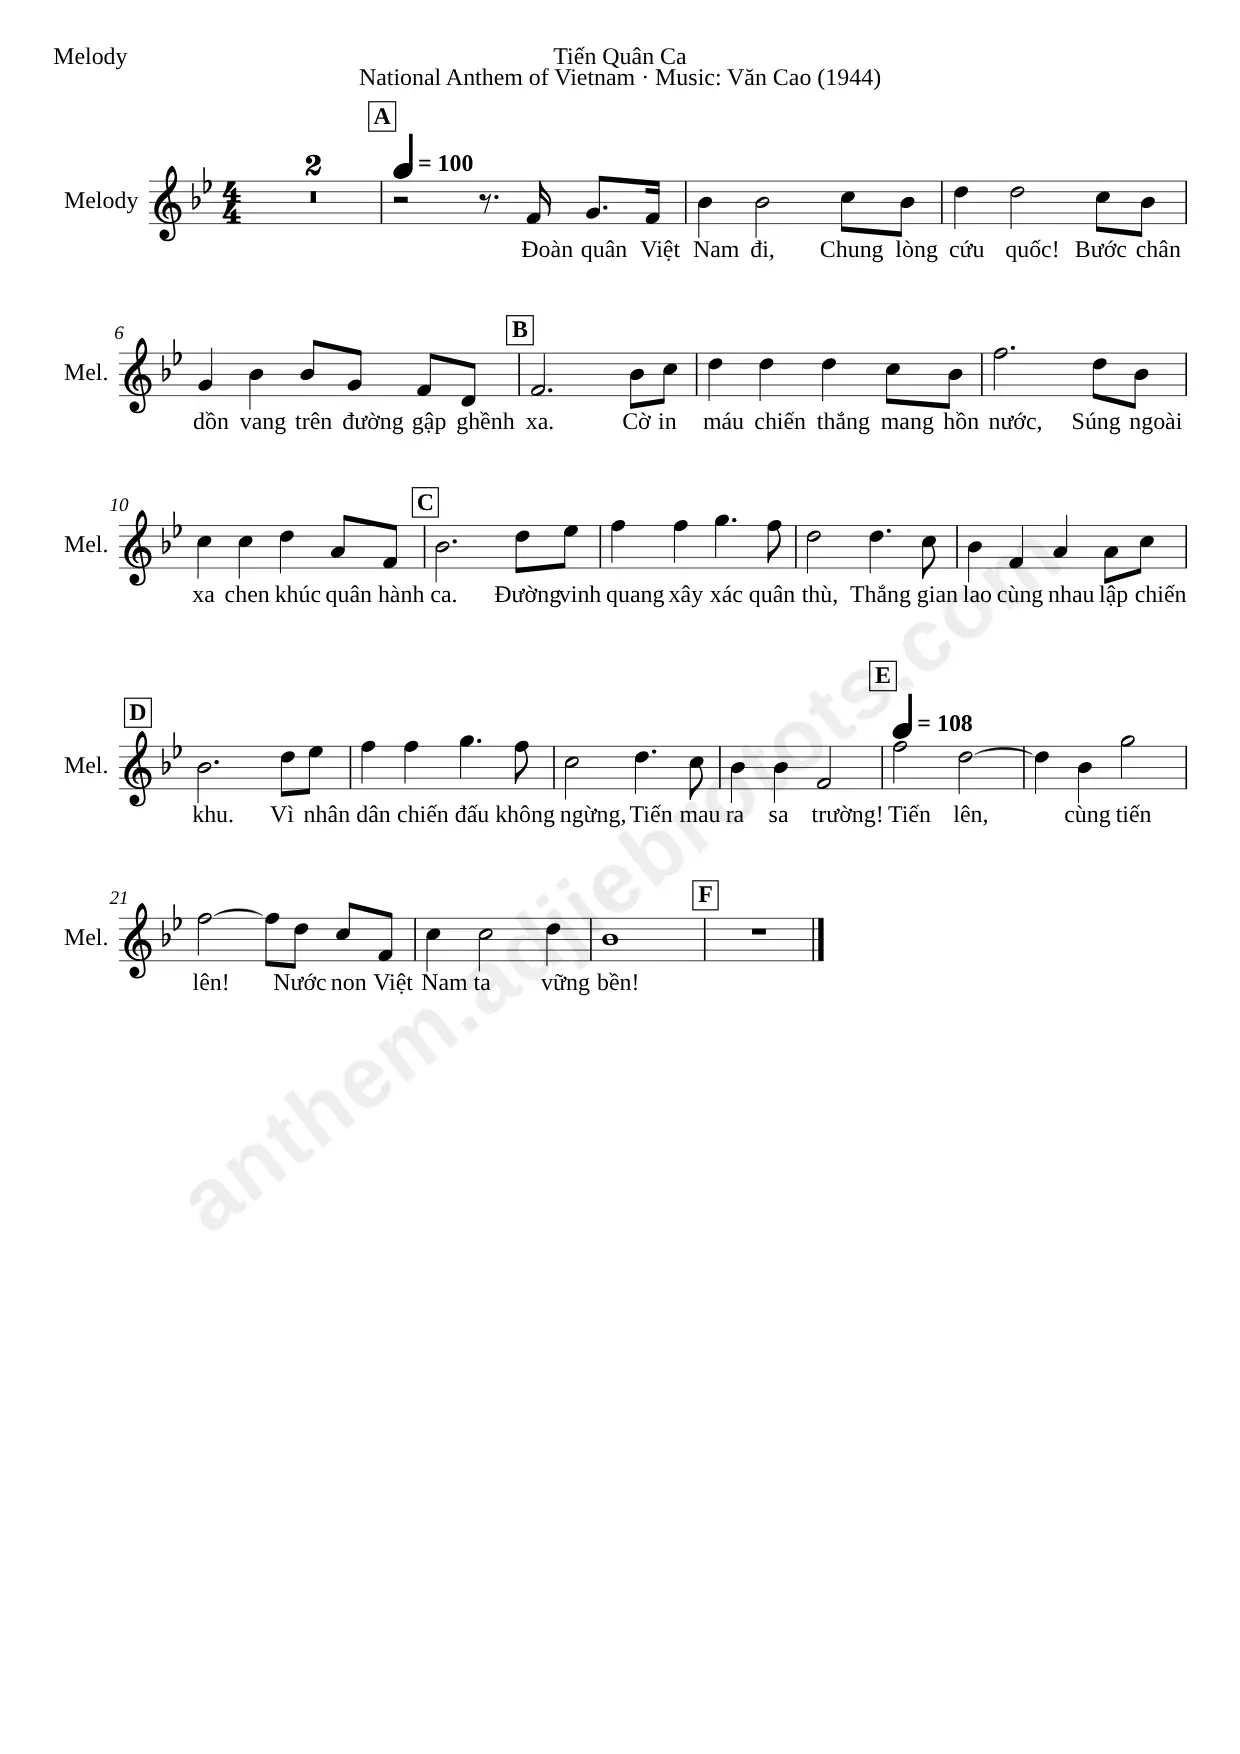 Melody
Tiến Quân Ca
National Anthem of Vietnam · Music: Văn Cao (1944)
A
2
= 100
Melody
4
4
Đoàn quân Việt Nam đi, Chung lòng cứu quốc! Bước chân
6
B
Mel.
dồn vang trên đường gập ghềnh xa. Cờ in máu chiến thắng mang hồn nước, Súng ngoài
10
C
Mel.
xa chen khúc quân hành ca. Đường vinh quang xây xác quân thù, Thắng gian lao cùng nhau lập chiến
D
E
= 108
Mel.
khu. Vì nhân dân chiến đấu không ngừng, Tiến mau ra sa trường! Tiến lên, cùng tiến
21
F
Mel.
lên! Nước non Việt Nam ta vững bền!
anthem.adjiebrotots.com